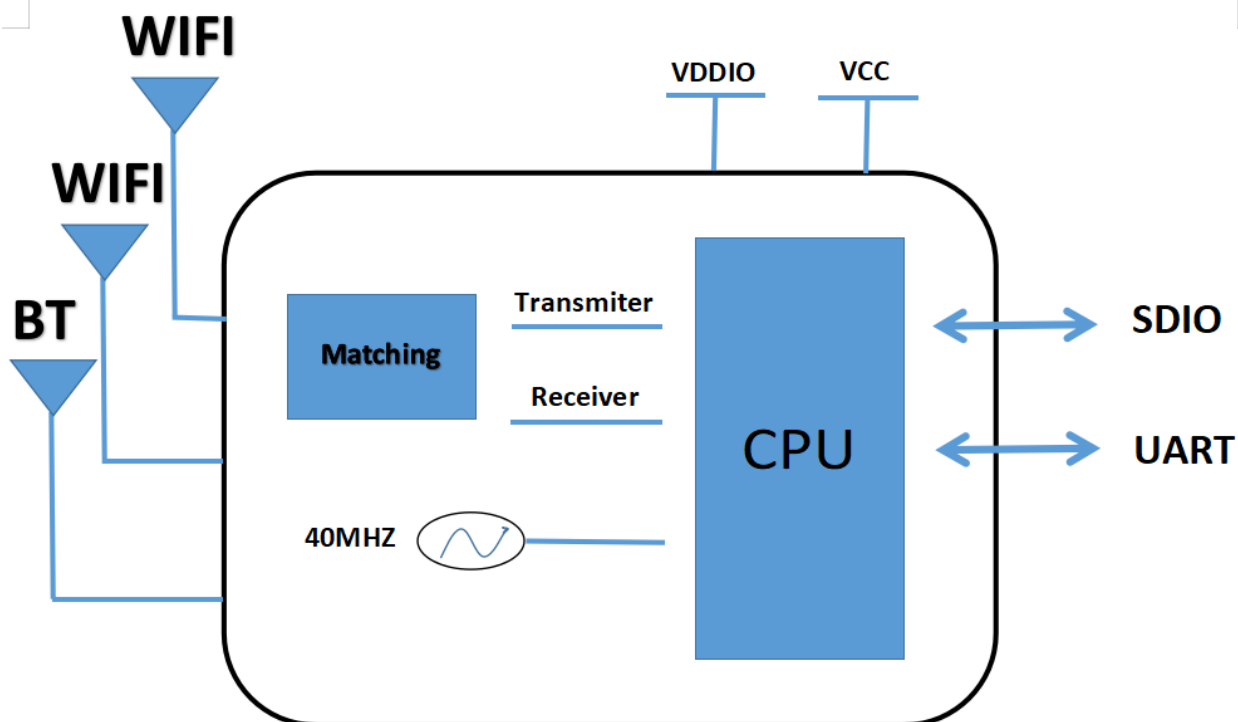 WIFI
VDDIO
VCC
WIFI
BT
Transmiter
SDIO
Matching
Receiver
CPU
UART
40MHZ